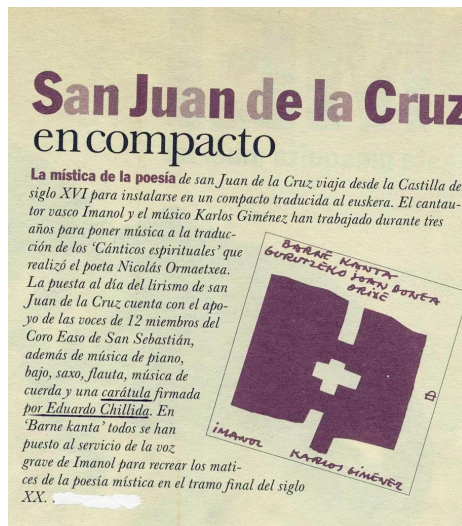 San Juan de la Cruz
en compacto
La mística de la poesía de san Juan de la Cruz viaja desde la Castilla de
siglo XVI para instalarse en un compacto traducida al euskera. El cantau-
tor vasco Imanol y el músico Karlos Giménez han trabajado durante tres
años para poner música a la traduc-
ción de los ‘Cánticos espirituales’ que
realizó el poeta Nicolás Ormaetxea.
La puesta al día del lirismo de san
Juan de la Cruz cuenta con el apo-
yo de las voces de 12 miembros del
Coro Easo de San Sebastián,
además de música de piano,
bajo, saxo, flauta, música de
cuerda y una carátula firmada
por Eduardo Chillida. En
‘Barne kanta’ todos se han
puesto al servicio de la voz
grave de Imanol para recrear los mati-
ces de la poesía mística en el tramo final del siglo
XX.
BARNE KANTA
GURUTZEKO JOAN DONEA
ORIXE
IMANOL
KARLOS GIMENEZ